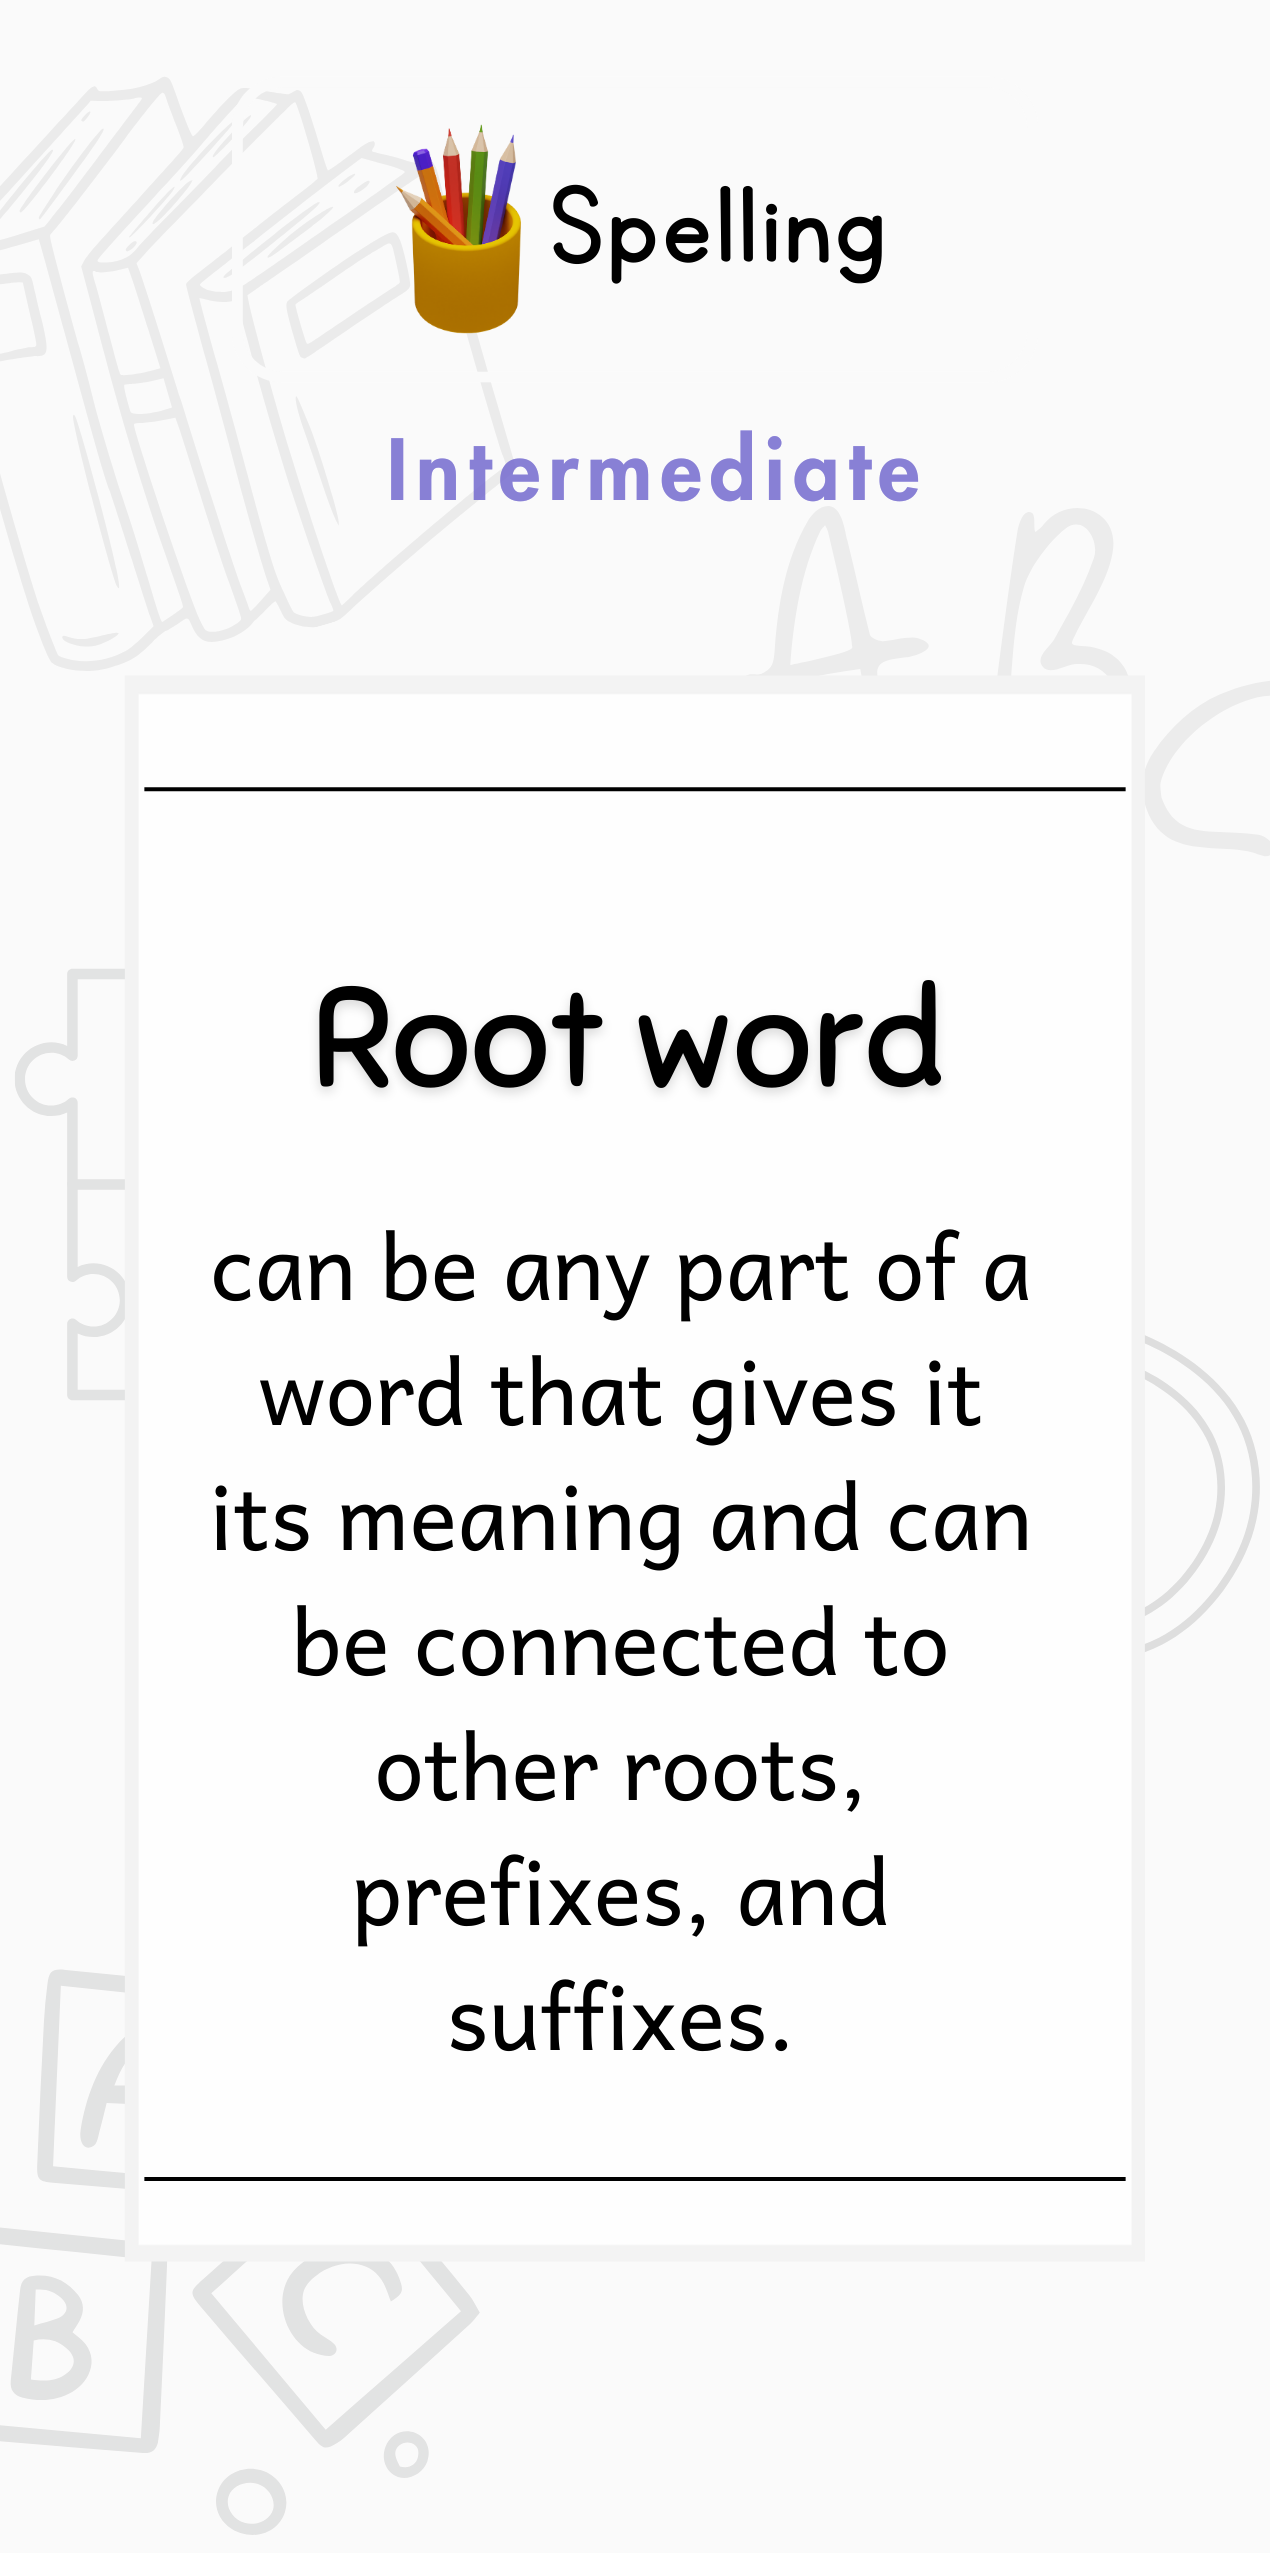 Spelling
Intermediate
A B
C
Root word
can be any part of a
word that gives it
its meaning and can
be connected to
other roots,
prefixes, and
suffixes.
A
B
C